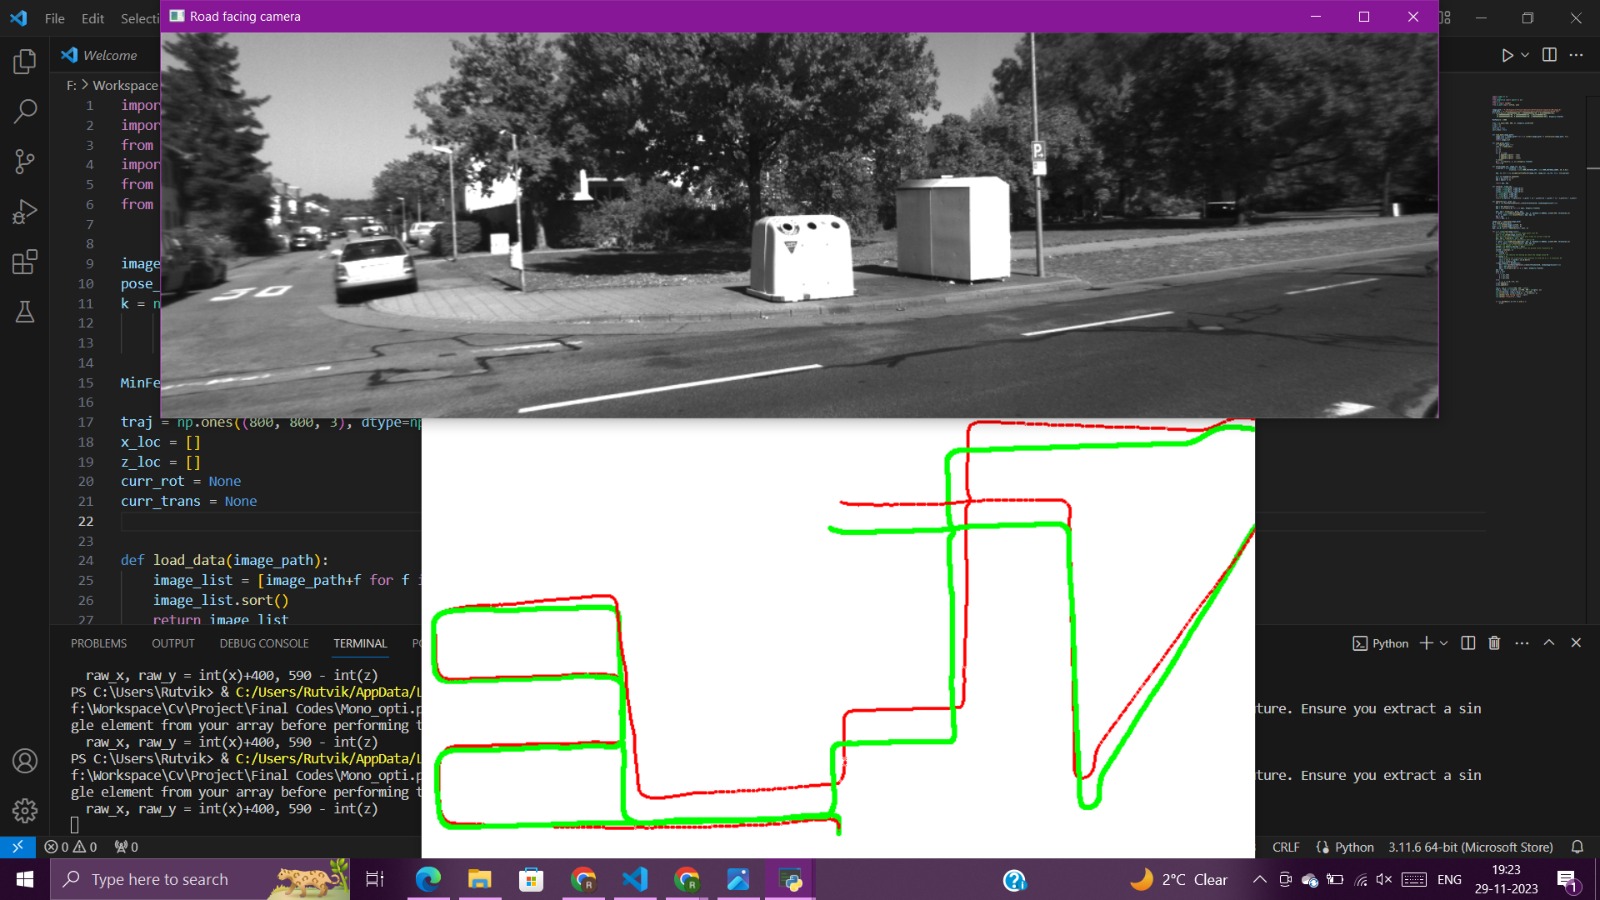 File Edit Selecti
Road facing camera
Welcome
F: > Workspace
1 impor
2 impor
3 from
4 impor
5 from
6 from
7
8
9 image
10 pose_
11 k = n
12
13
14
15 MinFe
16
17 traj = np.ones((800, 800, 3), dtype=np
18 x_loc = []
19 z_loc = []
20 curr_rot = None
21 curr_trans = None
22
23
24 def load_data(image_path):
25 image_list = [image_path+f for f i
26 image_list.sort()
27 return image_list
30
P
PROBLEMS OUTPUT DEBUG CONSOLE TERMINAL PO
Python
raw_x, raw_y = int(x)+400, 590 - int(z)
PS C:\Users\Rutvik> & C:/Users/Rutvik/AppData/L
f:\Workspace\Cv\Project\Final Codes\Mono_opti.p ture. Ensure you extract a sin
gle element from your array before performing t
raw_x, raw_y = int(x)+400, 590 - int(z)
PS C:\Users\Rutvik> & C:/Users/Rutvik/AppData/L
f:\Workspace\Cv\Project\Final Codes\Mono_opti.p ture. Ensure you extract a sin
gle element from your array before performing t
raw_x, raw_y = int(x)+400, 590 - int(z)
0 0 0 CRLF Python 3.11.6 64-bit (Microsoft Store)
Type here to search
2°C Clear
ENG
19:23
29-11-2023
1